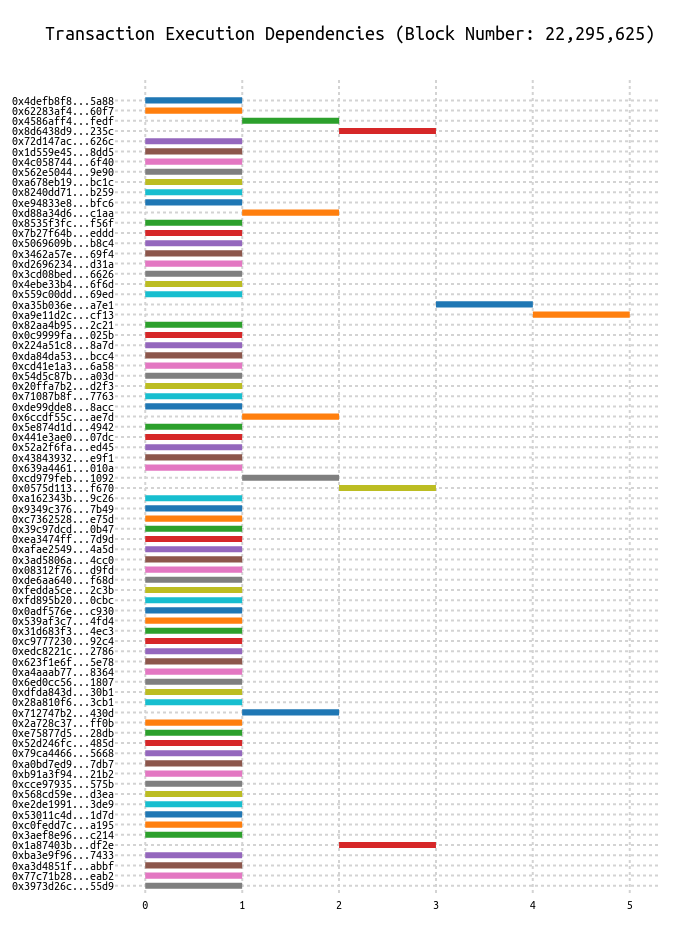 Transaction Execution Dependencies (Block Number: 22,295,625)
0x4defb8f8...5a88
0x62283af4...60f7
0x4586aff4...fedf
0x8d6438d9...235c
0x72d147ac...626c
0x1d559e45...8dd5
0x4c058744...6f40
0x562e5044...9e90
0xa678eb19...bc1c
0x8240dd71...b259
0xe94833e8...bfc6
0xd88a34d6...c1aa
0x8535f3fc...f56f
0x7b27f64b...eddd
0x5069609b...b8c4
0x3462a57e...69f4
0xd2696234...d31a
0x3cd08bed...6626
0x4ebe33b4...6f6d
0x559c00dd...69ed
0xa35b036e...a7e1
0xa9e11d2c...cf13
0x82aa4b95...2c21
0x0c9999fa...025b
0x224a51c8...8a7d
0xda84da53...bcc4
0xcd41e1a3...6a58
0x54d5c87b...a03d
0x20ffa7b2...d2f3
0x71087b8f...7763
0xde99dde8...8acc
0x6ccdf55c...ae7d
0x5e874d1d...4942
0x441e3ae0...07dc
0x52a2f6fa...ed45
0x43843932...e9f1
0x639a4461...010a
0xcd979feb...1092
0x0575d113...f670
0xa162343b...9c26
0x9349c376...7b49
0xc7362528...e75d
0x39c97dcd...0b47
0xea3474ff...7d9d
0xafae2549...4a5d
0x3ad5806a...4cc0
0x08312f76...d9fd
0xde6aa640...f68d
0xfedda5ce...2c3b
0xfd895b20...0cbc
0x0adf576e...c930
0x539af3c7...4fd4
0x31d683f3...4ec3
0xc9777230...92c4
0xedc8221c...2786
0x623f1e6f...5e78
0xa4aaab77...8364
0x6ed0cc56...1807
0xdfda843d...30b1
0x28a810f6...3cb1
0x712747b2...430d
0x2a728c37...ff0b
0xe75877d5...28db
0x52d246fc...485d
0x79ca4466...5668
0xa0bd7ed9...7db7
0xb91a3f94...21b2
0xcce97935...575b
0x568cd59e...d3ea
0xe2de1991...3de9
0x53011c4d...1d7d
0xc0fedd7c...a195
0x3aef8e96...c214
0x1a87403b...df2e
0xba3e9f96...7433
0xa3d4851f...abbf
0x77c71b28...eab2
0x3973d26c...55d9
0 1 2 3 4 5